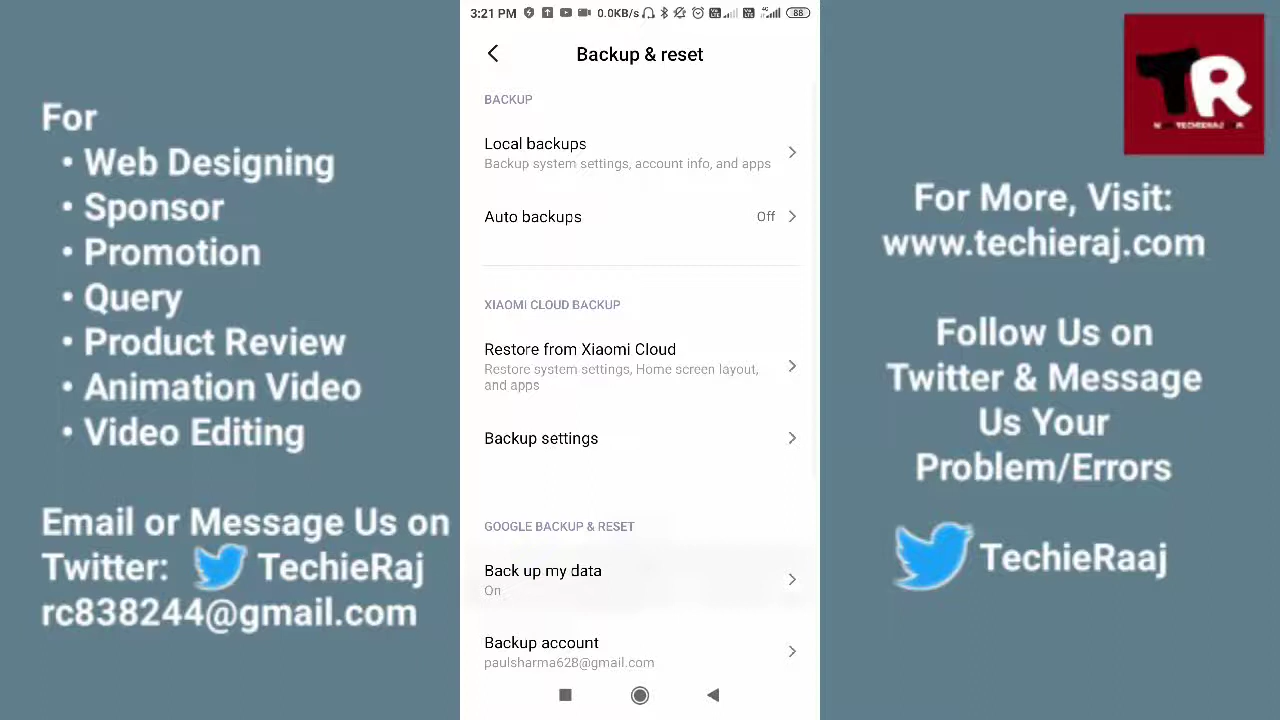 For
• Web Designing
• Sponsor
• Promotion
• Query
• Product Review
• Animation Video
• Video Editing
Email or Message Us on
Twitter: TechieRaj
rc838244@gmail.com
3:21 PM 0.0KB/s 4G 88
Backup & reset
BACKUP
Local backups
Backup system settings, account info, and apps
Auto backups Off
XIAOMI CLOUD BACKUP
Restore from Xiaomi Cloud
Restore system settings, Home screen layout,
and apps
Backup settings
GOOGLE BACKUP & RESET
Back up my data
On
Backup account
paulsharma628@gmail.com
TR
For More, Visit:
www.techieraj.com
Follow Us on
Twitter & Message
Us Your
Problem/Errors
TechieRaaj